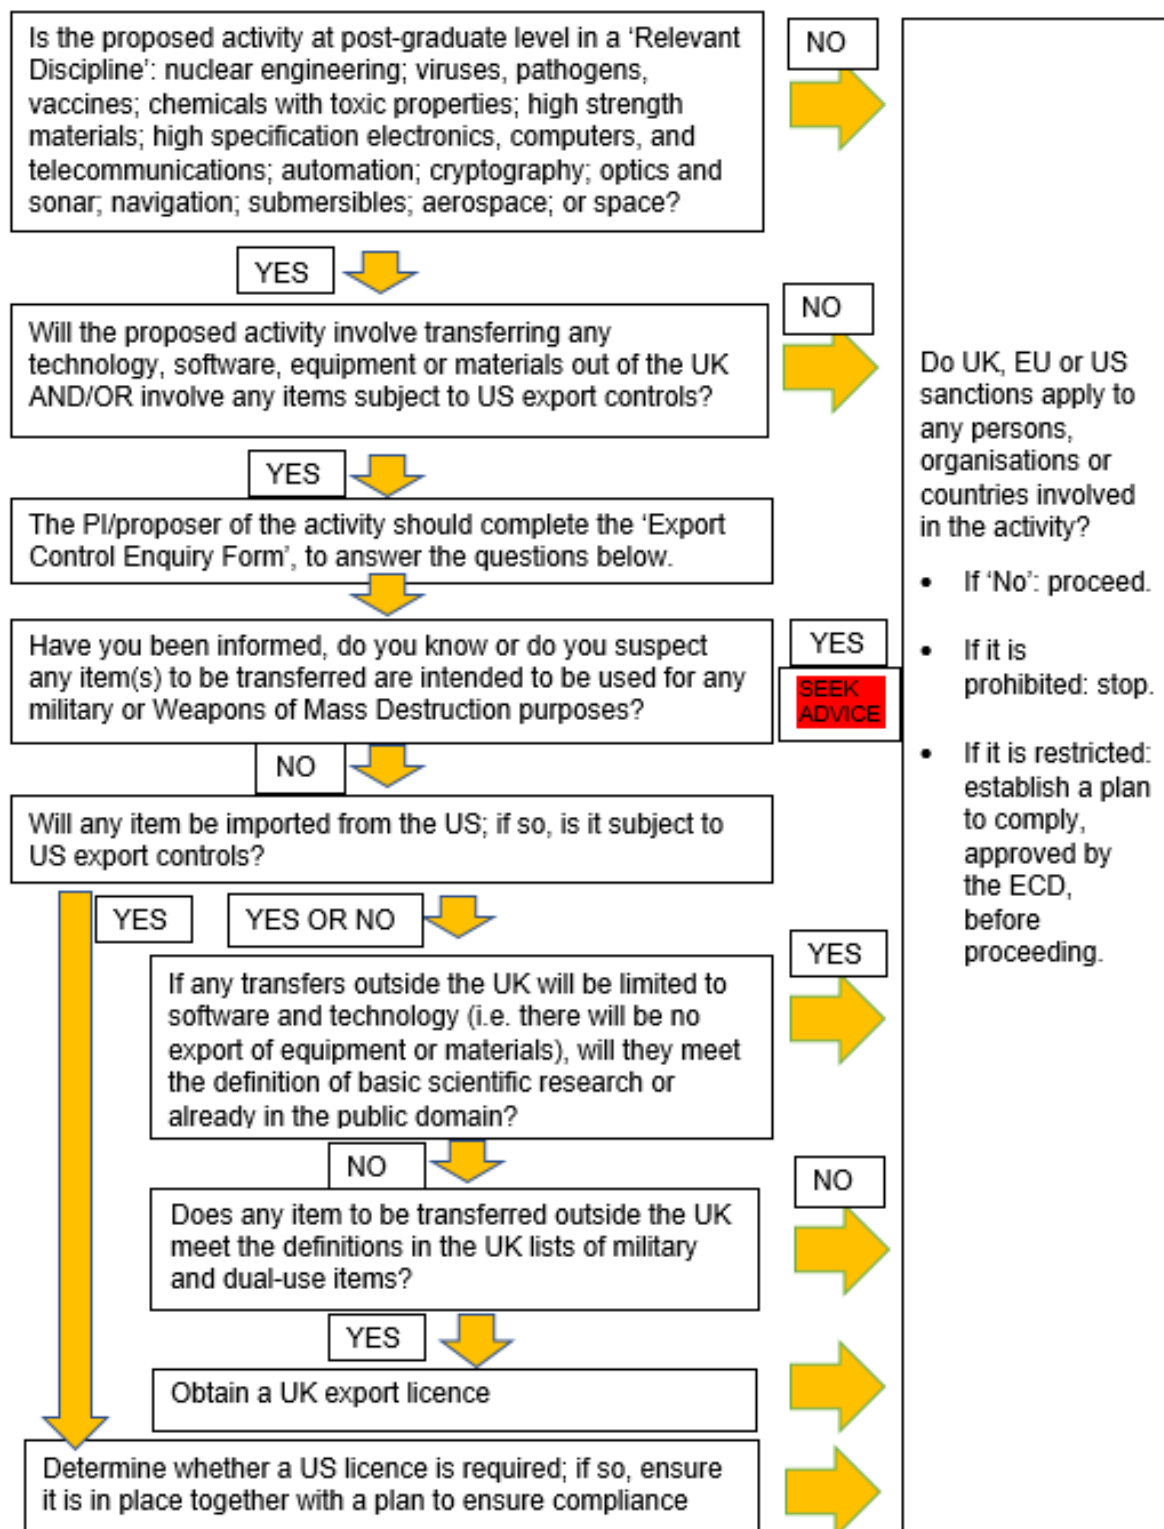 Is the proposed activity at post-graduate level in a ‘Relevant
Discipline’: nuclear engineering; viruses, pathogens,
vaccines; chemicals with toxic properties; high strength
materials; high specification electronics, computers, and
telecommunications; automation; cryptography; optics and
sonar; navigation; submersibles; aerospace; or space?
NO
YES
Will the proposed activity involve transferring any
technology, software, equipment or materials out of the UK
AND/OR involve any items subject to US export controls?
NO
YES
The PI/proposer of the activity should complete the ‘Export
Control Enquiry Form’, to answer the questions below.
Have you been informed, do you know or do you suspect
any item(s) to be transferred are intended to be used for any
military or Weapons of Mass Destruction purposes?
YES
SEEK
ADVICE
NO
Will any item be imported from the US; if so, is it subject to
US export controls?
YES
YES OR NO
If any transfers outside the UK will be limited to
software and technology (i.e. there will be no
export of equipment or materials), will they meet
the definition of basic scientific research or
already in the public domain?
YES
NO
Does any item to be transferred outside the UK
meet the definitions in the UK lists of military
and dual-use items?
NO
YES
Obtain a UK export licence
Determine whether a US licence is required; if so, ensure
it is in place together with a plan to ensure compliance
Do UK, EU or US
sanctions apply to
any persons,
organisations or
countries involved
in the activity?
• If ‘No’: proceed.
• If it is
prohibited: stop.
• If it is restricted:
establish a plan
to comply,
approved by
the ECD,
before
proceeding.